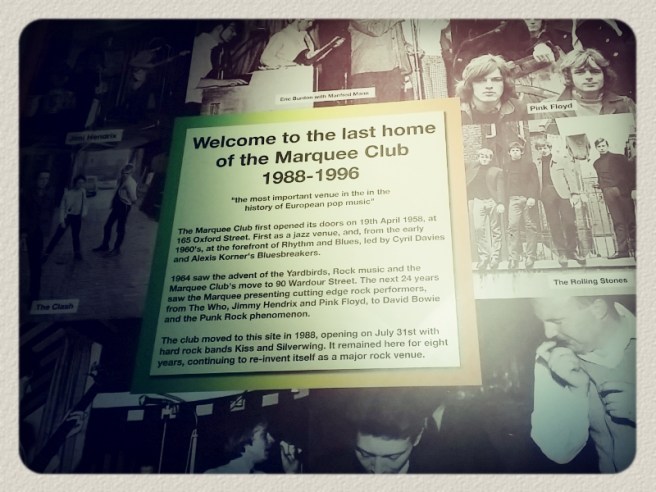 Eric Burdon with Manfred Mann
Pink Floyd
Jimi Hendrix
Welcome to the last home
of the Marquee Club
1988-1996
"the most important venue in the in the
history of European pop music"
The Marquee Club first opened its doors on 19th April 1958, at
165 Oxford Street. First as a jazz venue, and, from the early
1960's, at the forefront of Rhythm and Blues, led by Cyril Davies
and Alexis Korner's Bluesbreakers.
1964 saw the advent of the Yardbirds, Rock music and the
Marquee Club's move to 90 Wardour Street. The next 24 years
saw the Marquee presenting cutting edge rock performers,
from The Who, Jimmy Hendrix and Pink Floyd, to David Bowie
and the Punk Rock phenomenon.
The club moved to this site in 1988, opening on July 31st with
hard rock bands Kiss and Silverwing. It remained here for eight
years, continuing to re-invent itself as a major rock venue.
The Rolling Stones
The Clash